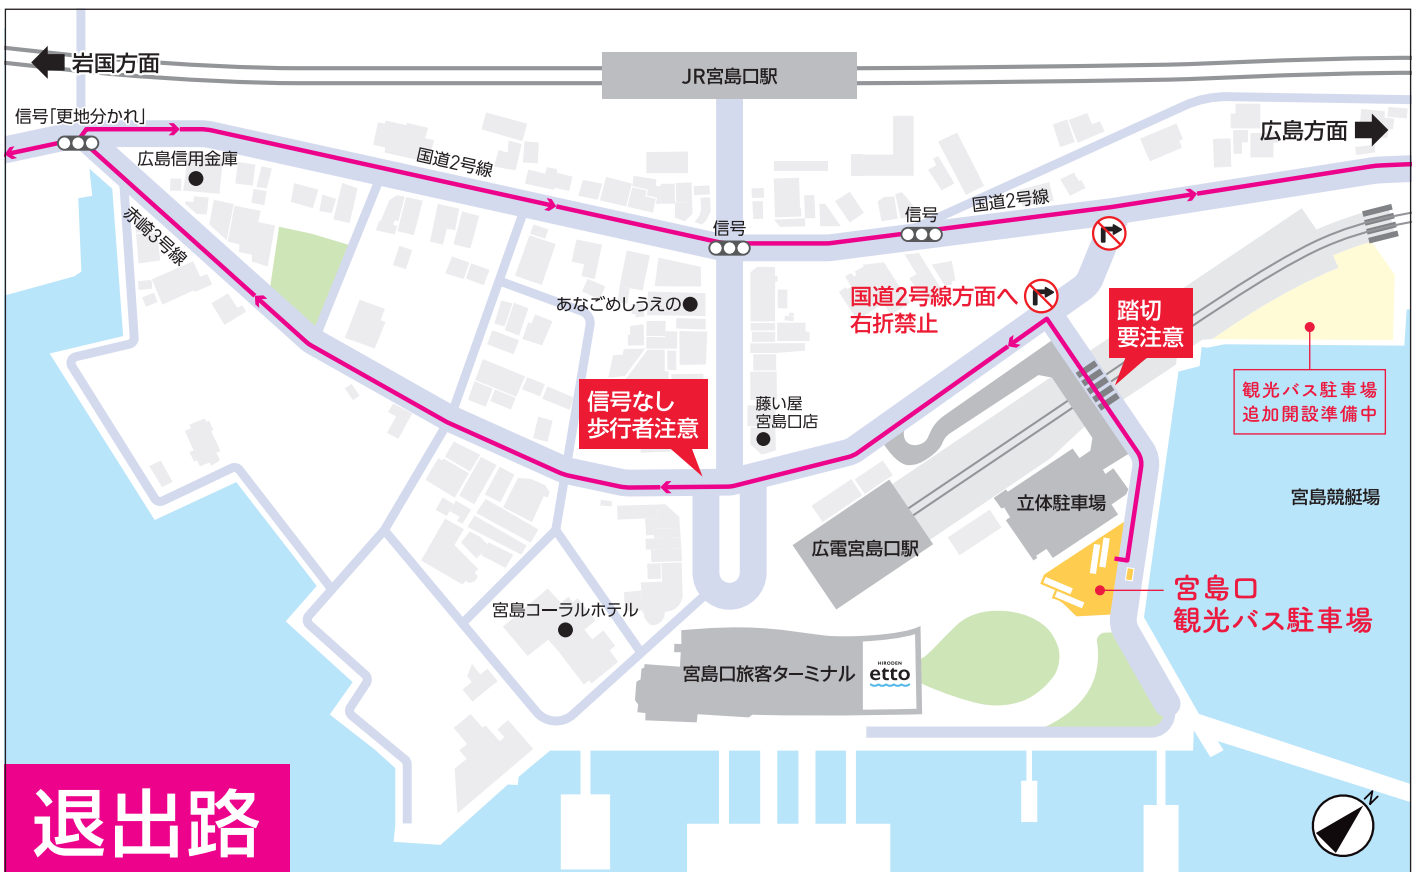 岩国方面
JR宮島口駅
信号「更地分かれ」
広島方面
広島信用金庫
国道2号線
国道2号線
信号
信号
赤崎3号線
あなごめしうえの
国道2号線方面へ
右折禁止
踏切
要注意
観光バス駐車場
追加開設準備中
信号なし
歩行者注意
藤い屋
宮島口店
立体駐車場
宮島競艇場
広電宮島口駅
宮島口
観光バス駐車場
宮島コーラルホテル
宮島口旅客ターミナル
HIRODEN
etto
退出路
N